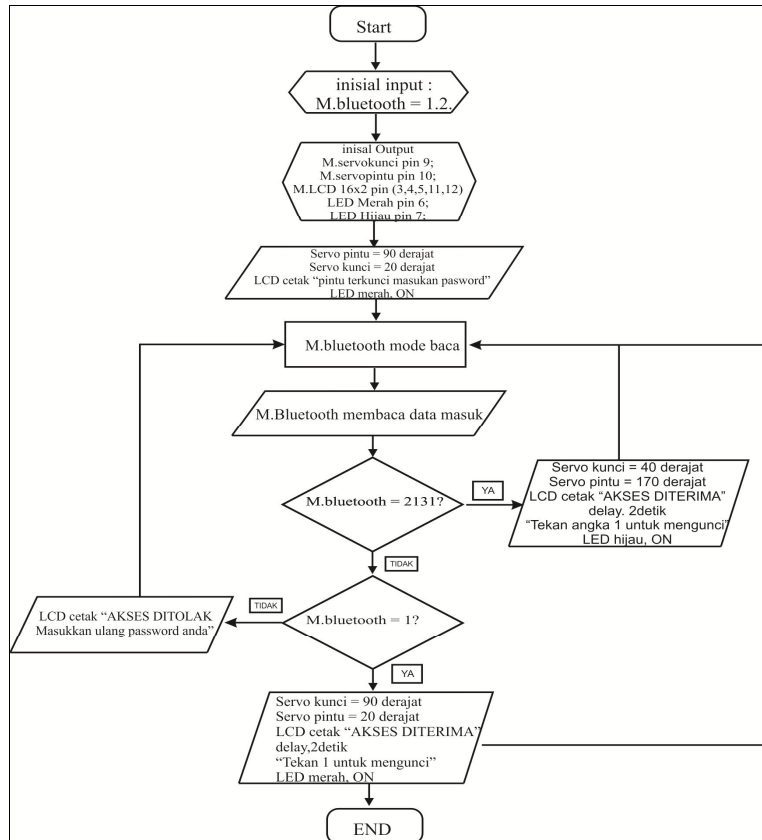 Start
inisial input :
M.bluetooth = 1.2.
inisal Output
M.servokunci pin 9;
M.servopintu pin 10;
M.LCD 16x2 pin (3,4,5,11,12)
LED Merah pin 6;
LED Hijau pin 7;
Servo pintu = 90 derajat
Servo kunci = 20 derajat
LCD cetak “pintu terkunci masukan pasword”
LED merah, ON
M.bluetooth mode baca
M.Bluetooth membaca data masuk
M.bluetooth = 2131?
YA
Servo kunci = 40 derajat
Servo pintu = 170 derajat
LCD cetak “AKSES DITERIMA”
delay. 2detik
“Tekan angka 1 untuk mengunci”
LED hijau, ON
TIDAK
M.bluetooth = 1?
TIDAK
LCD cetak “AKSES DITOLAK
Masukkan ulang password anda”
YA
Servo kunci = 90 derajat
Servo pintu = 20 derajat
LCD cetak “AKSES DITERIMA”
delay,2detik
“Tekan 1 untuk mengunci”
LED merah, ON
END